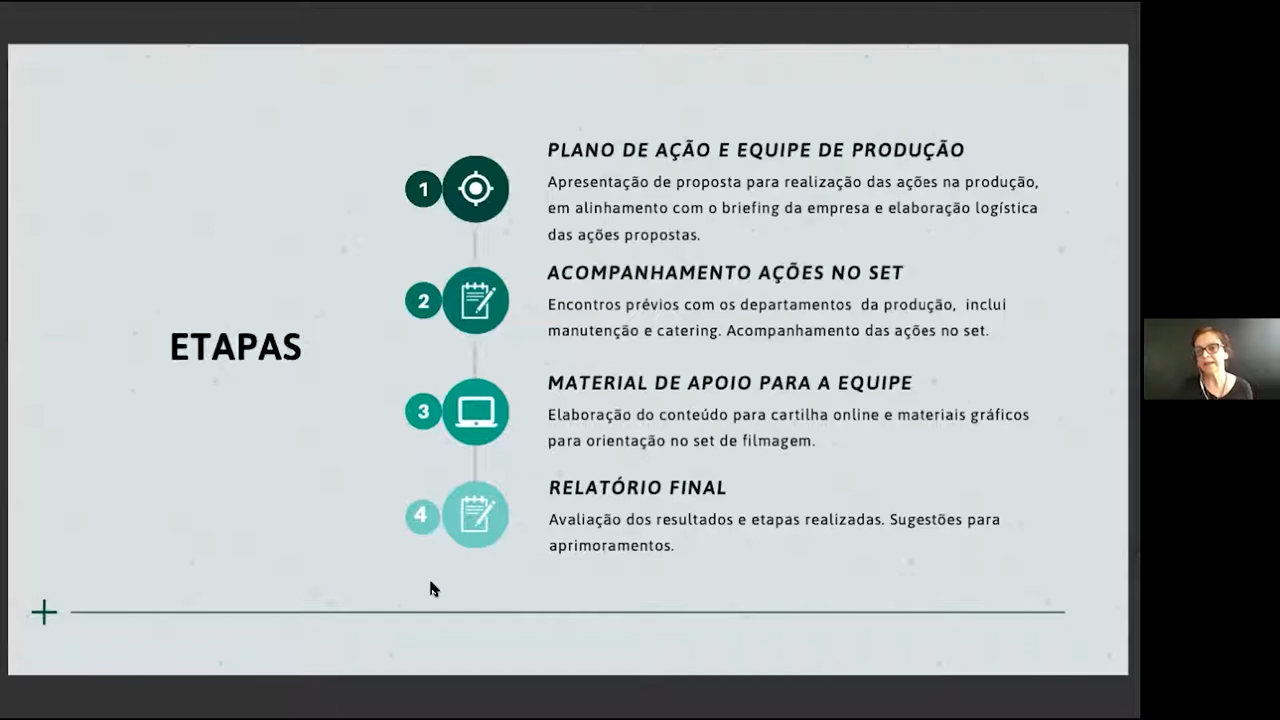 ETAPAS
1
PLANO DE AÇÃO E EQUIPE DE PRODUÇÃO
Apresentação de proposta para realização das ações na produção,
em alinhamento com o briefing da empresa e elaboração logística
das ações propostas.
2
ACOMPANHAMENTO AÇÕES NO SET
Encontros prévios com os departamentos da produção, inclui
manutenção e catering. Acompanhamento das ações no set.
3
MATERIAL DE APOIO PARA A EQUIPE
Elaboração do conteúdo para cartilha online e materiais gráficos
para orientação no set de filmagem.
4
RELATÓRIO FINAL
Avaliação dos resultados e etapas realizadas. Sugestões para
aprimoramentos.